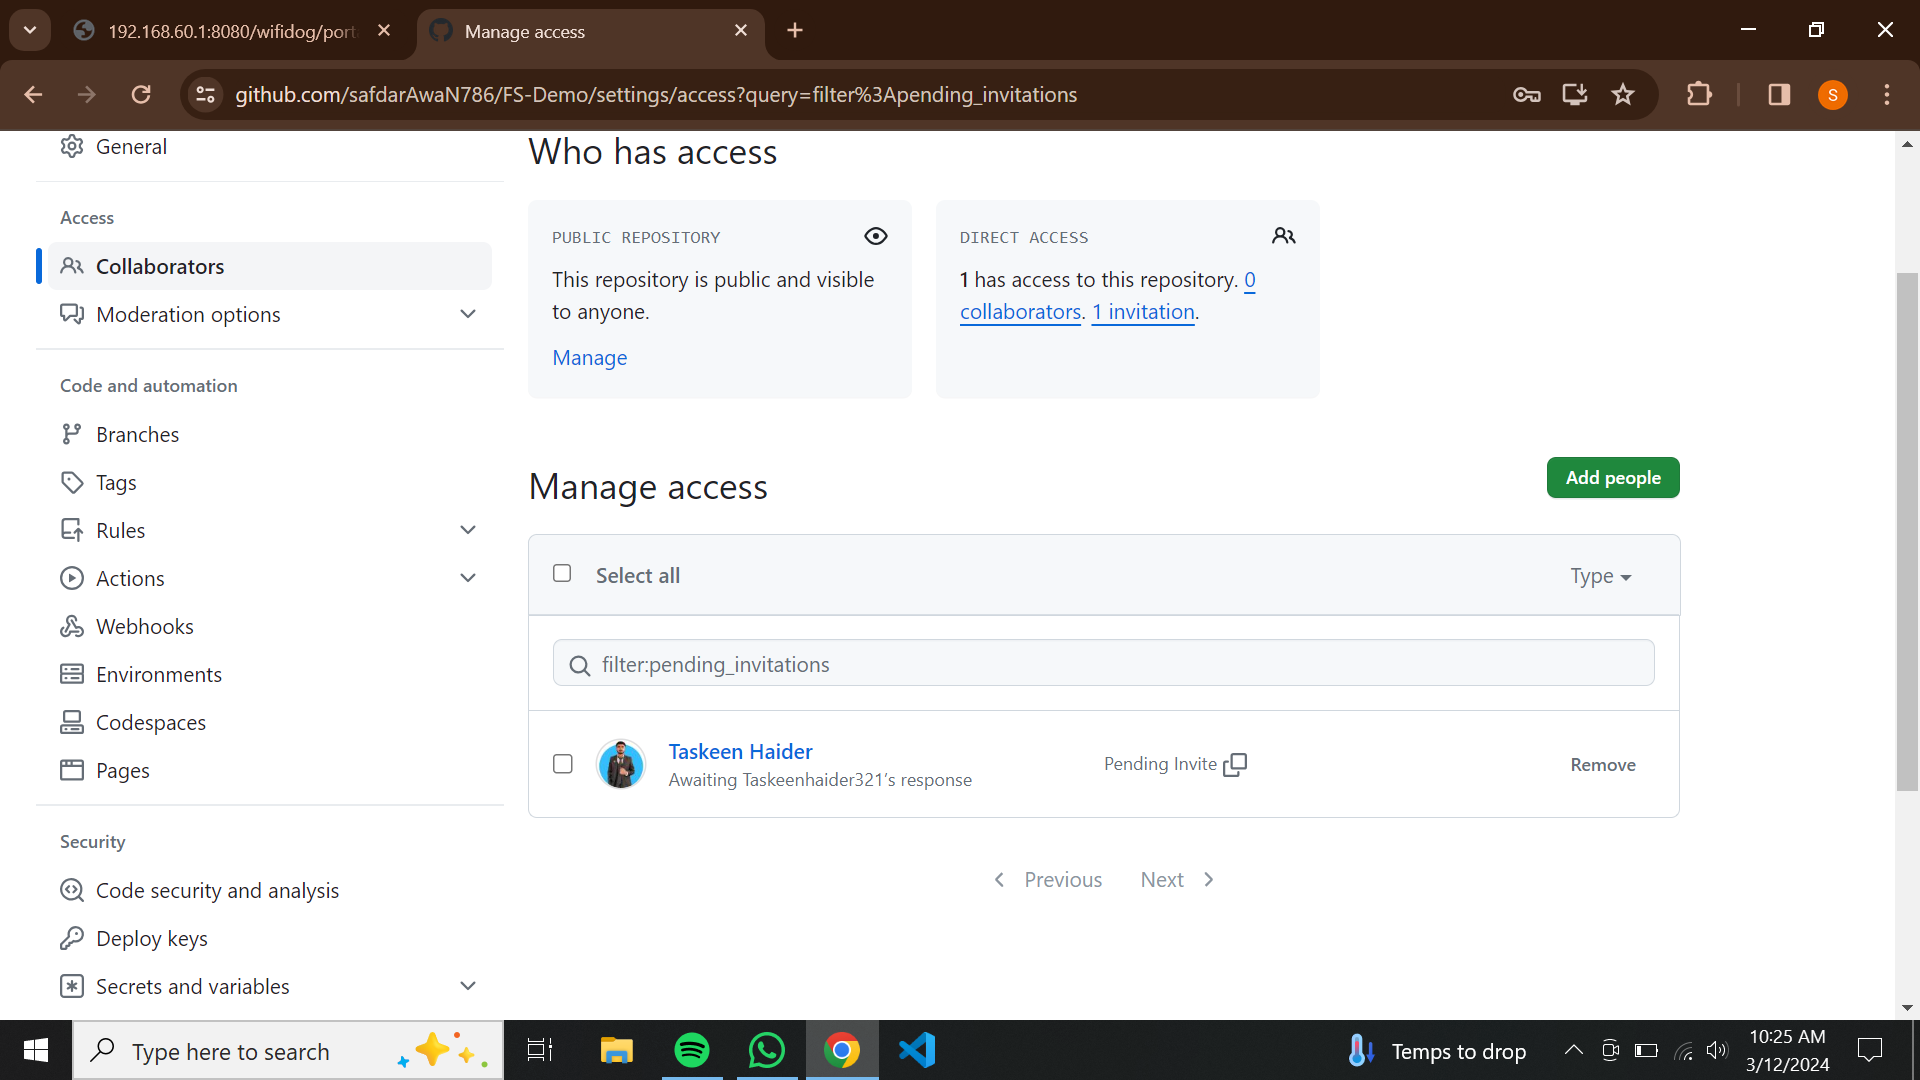 192.168.60.1:8080/wifidog/port
Manage access
github.com/safdarAwaN786/FS-Demo/settings/access?query=filter%3Apending_invitations
S
General
Access
Collaborators
Moderation options
Code and automation
Branches
Tags
Rules
Actions
Webhooks
Environments
Codespaces
Pages
Security
Code security and analysis
Deploy keys
Secrets and variables
Who has access
PUBLIC REPOSITORY
This repository is public and visible
to anyone.
Manage
DIRECT ACCESS
1 has access to this repository. 0
collaborators. 1 invitation.
Manage access
Add people
Select all
Type
filter:pending_invitations
Taskeen Haider
Awaiting Taskeenhaider321’s response
Pending Invite
Remove
Previous
Next
Type here to search
Temps to drop
10:25 AM
3/12/2024